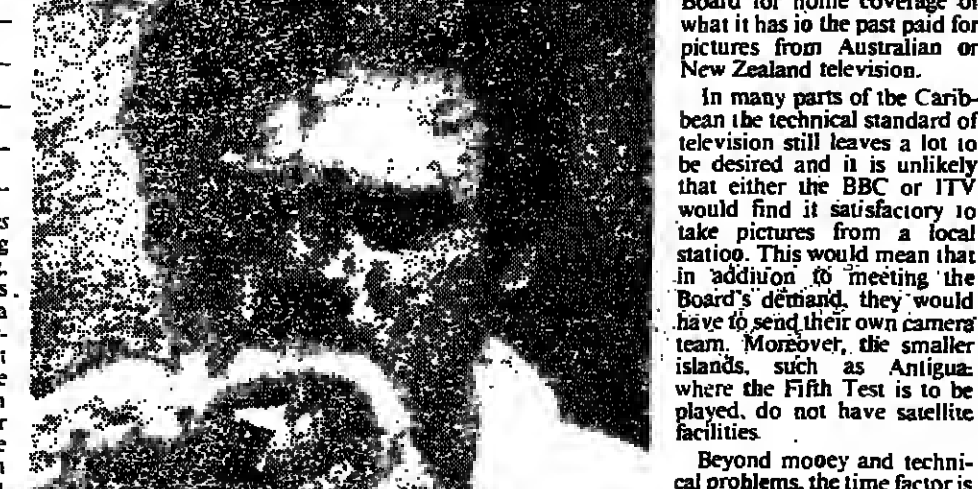 Board for home coverage of
what it has io the past paid for
pictures from Australian or
New Zealand television.
In many parts of tbe Carib-
bean the technical standard of
television still leaves a lot to
be desired and it is unlikely
that either the BBC or ITV
would find it satisfactory to
take pictures from a local
statioo. This would mean that
in addition to meeting the
Board's demand, they would
have to send their own camera
team. Moreover, the smaller
islands, such as Antigua
where the Fifth Test is to be
played, do not have satellite
facilities.
Beyond mooey and techni-
cal problems, the time factor is